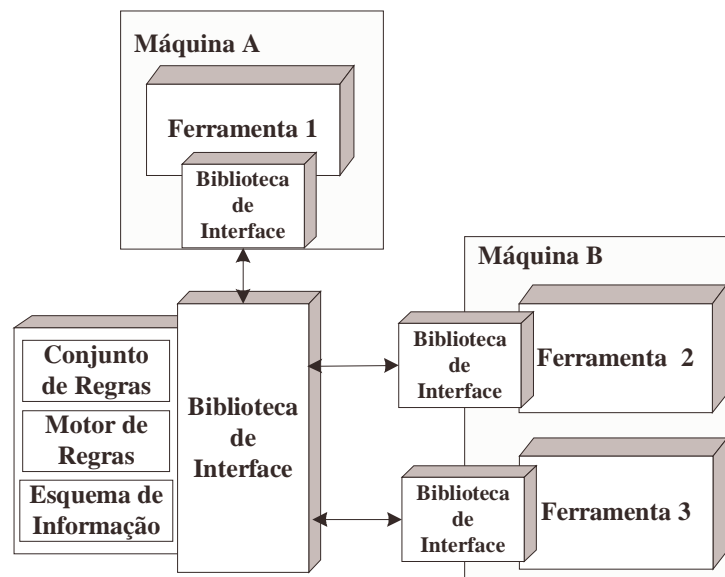 Máquina A
Ferramenta 1
Biblioteca
de
Interface
Máquina B
Biblioteca
de
Interface
Ferramenta 2
Conjunto
de Regras
Motor de
Regras
Esquema de
Informação
Biblioteca
de
Interface
Biblioteca
de
Interface
Ferramenta 3